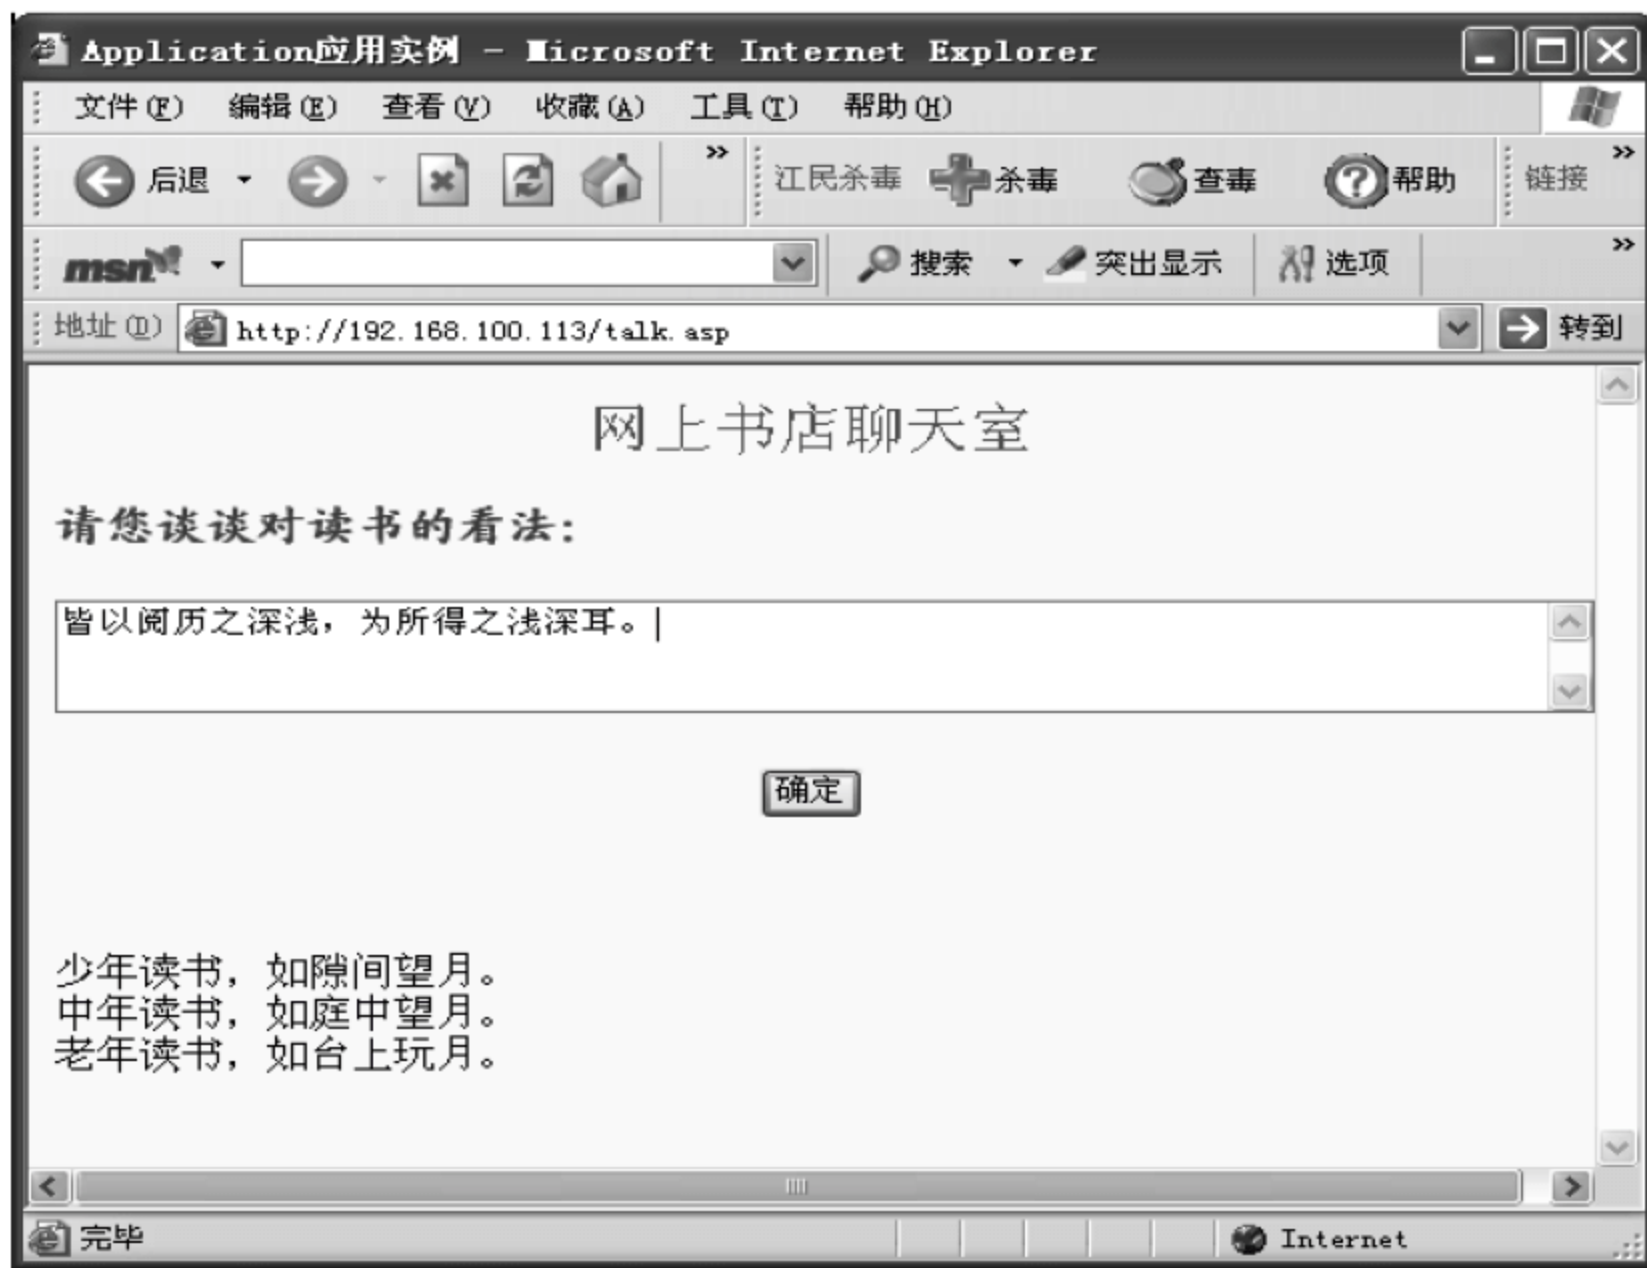 Application应用实例 - Microsoft Internet Explorer
文件(F) 编辑(E) 查看(V) 收藏(A) 工具(T) 帮助(H)
后退 » 江民杀毒 杀毒 查毒 帮助 链接 »
msn 搜索 突出显示 选项 »
地址(D) http://192.168.100.113/talk.asp 转到
网上书店聊天室
请您谈谈对读书的看法:
皆以阅历之深浅，为所得之浅深耳。
确定
少年读书，如隙间望月。
中年读书，如庭中望月。
老年读书，如台上玩月。
完毕 Internet